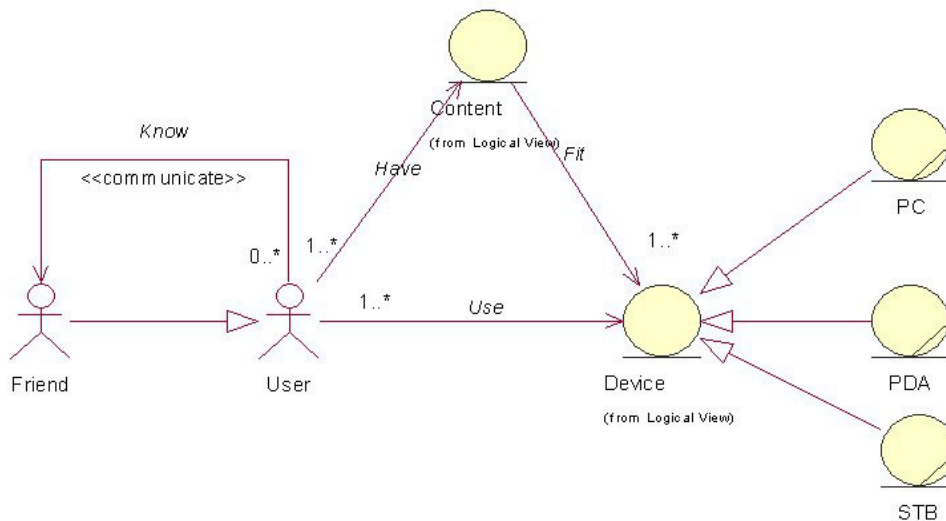 Content
(from Logical View)
Know
<<communicate>>
Have
Fit
PC
0..*
1..*
1..*
1..*
Use
Friend
User
Device
(from Logical View)
PDA
STB